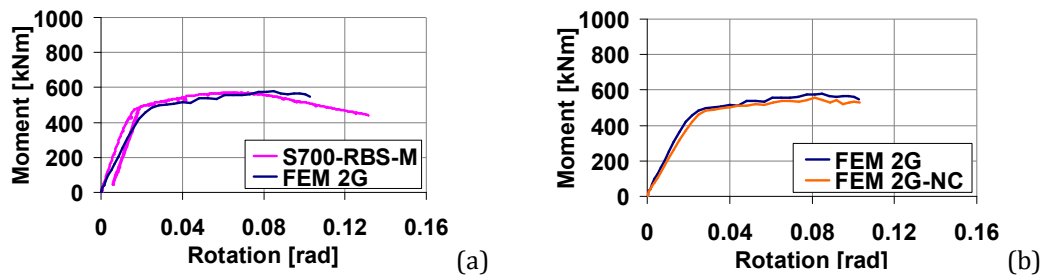 1000
800
600
400
200
0
Moment [kNm]
S700-RBS-M
FEM 2G
0 0.04 0.08 0.12 0.16
Rotation [rad]
(a)
1000
800
600
400
200
0
Moment [kNm]
FEM 2G
FEM 2G-NC
0 0.04 0.08 0.12 0.16
Rotation [rad]
(b)